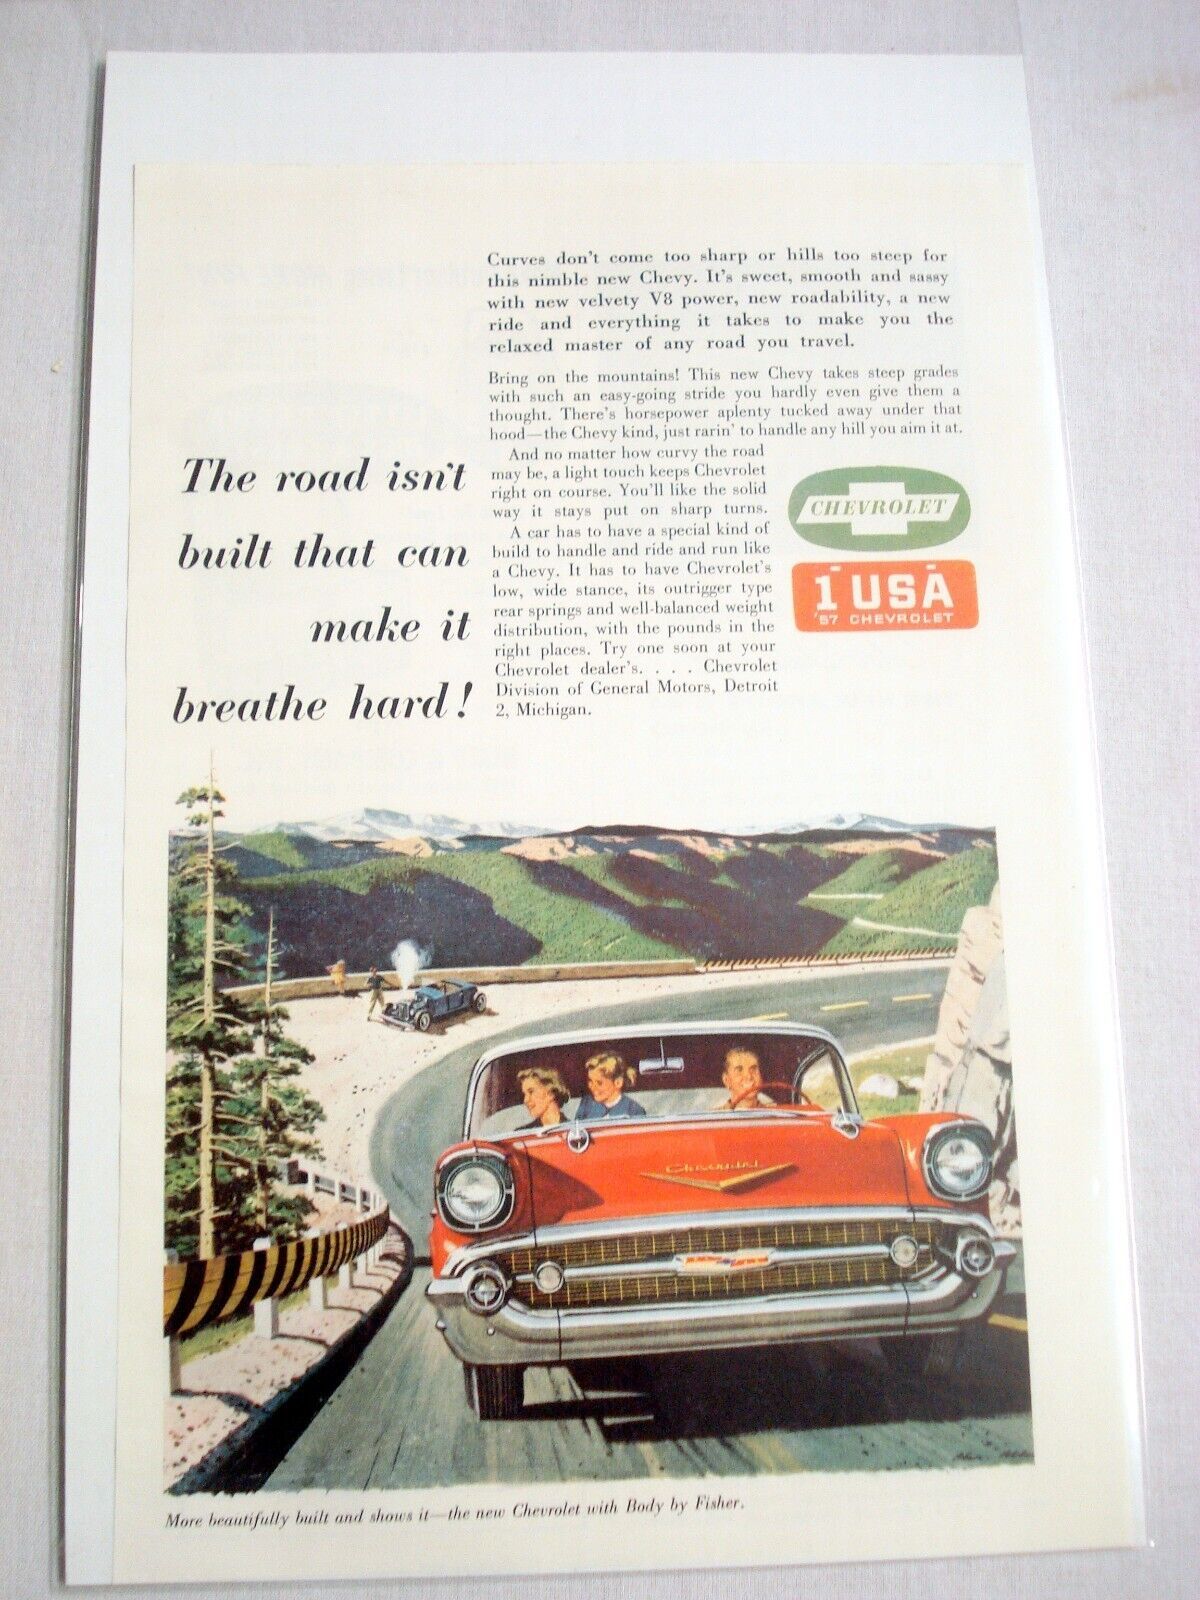 Curves don't come too sharp or hills too steep for
this nimble new Chevy. It's sweet, smooth and sassy
with new velvety V8 power, new roadability, a new
ride and everything it takes to make you the
relaxed master of any road you travel.
Bring on the mountains! This new Chevy takes steep grades
with such an easy-going stride you hardly even give them a
thought. There's horsepower aplenty tucked away under that
hood—the Chevy kind, just rarin' to handle any hill you aim it at.
And no matter how curvy the road
may be, a light touch keeps Chevrolet
right on course. You'll like the solid
way it stays put on sharp turns.
A car has to have a special kind of
build to handle and ride and run like
a Chevy. It has to have Chevrolet's
low, wide stance, its outrigger type
rear springs and well-balanced weight
distribution, with the pounds in the
right places. Try one soon at your
Chevrolet dealer's. . . . Chevrolet
Division of General Motors, Detroit
2, Michigan.
The road isn't
built that can
make it
breathe hard!
CHEVROLET
1 USA
'57 CHEVROLET
Chevrolet
More beautifully built and shows it—the new Chevrolet with Body by Fisher.